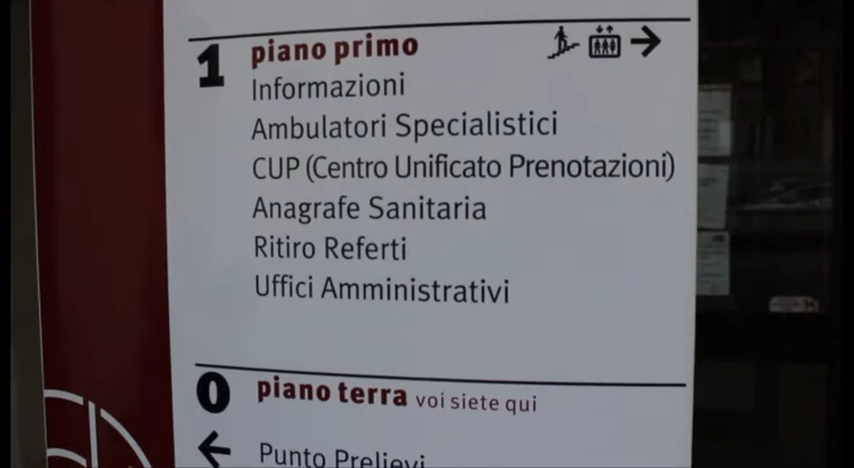 1 piano primo
Informazioni
Ambulatori Specialistici
CUP (Centro Unificato Prenotazioni)
Anagrafe Sanitaria
Ritiro Referti
Uffici Amministrativi
0 piano terra voi siete qui
Punto Prelievi